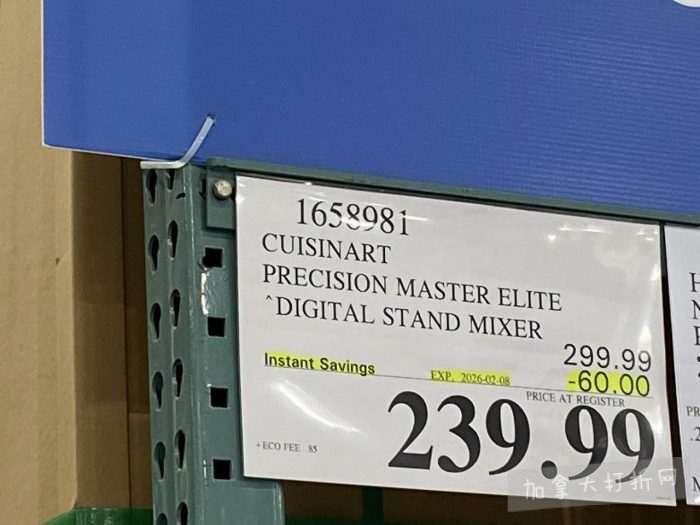 1658981
CUISINART
PRECISION MASTER ELITE
^DIGITAL STAND MIXER
299.99
Instant Savings EXP. 2026-02-08 -60.00
PRICE AT REGISTER
239.99
+ECO FEE 85
加拿大打折网